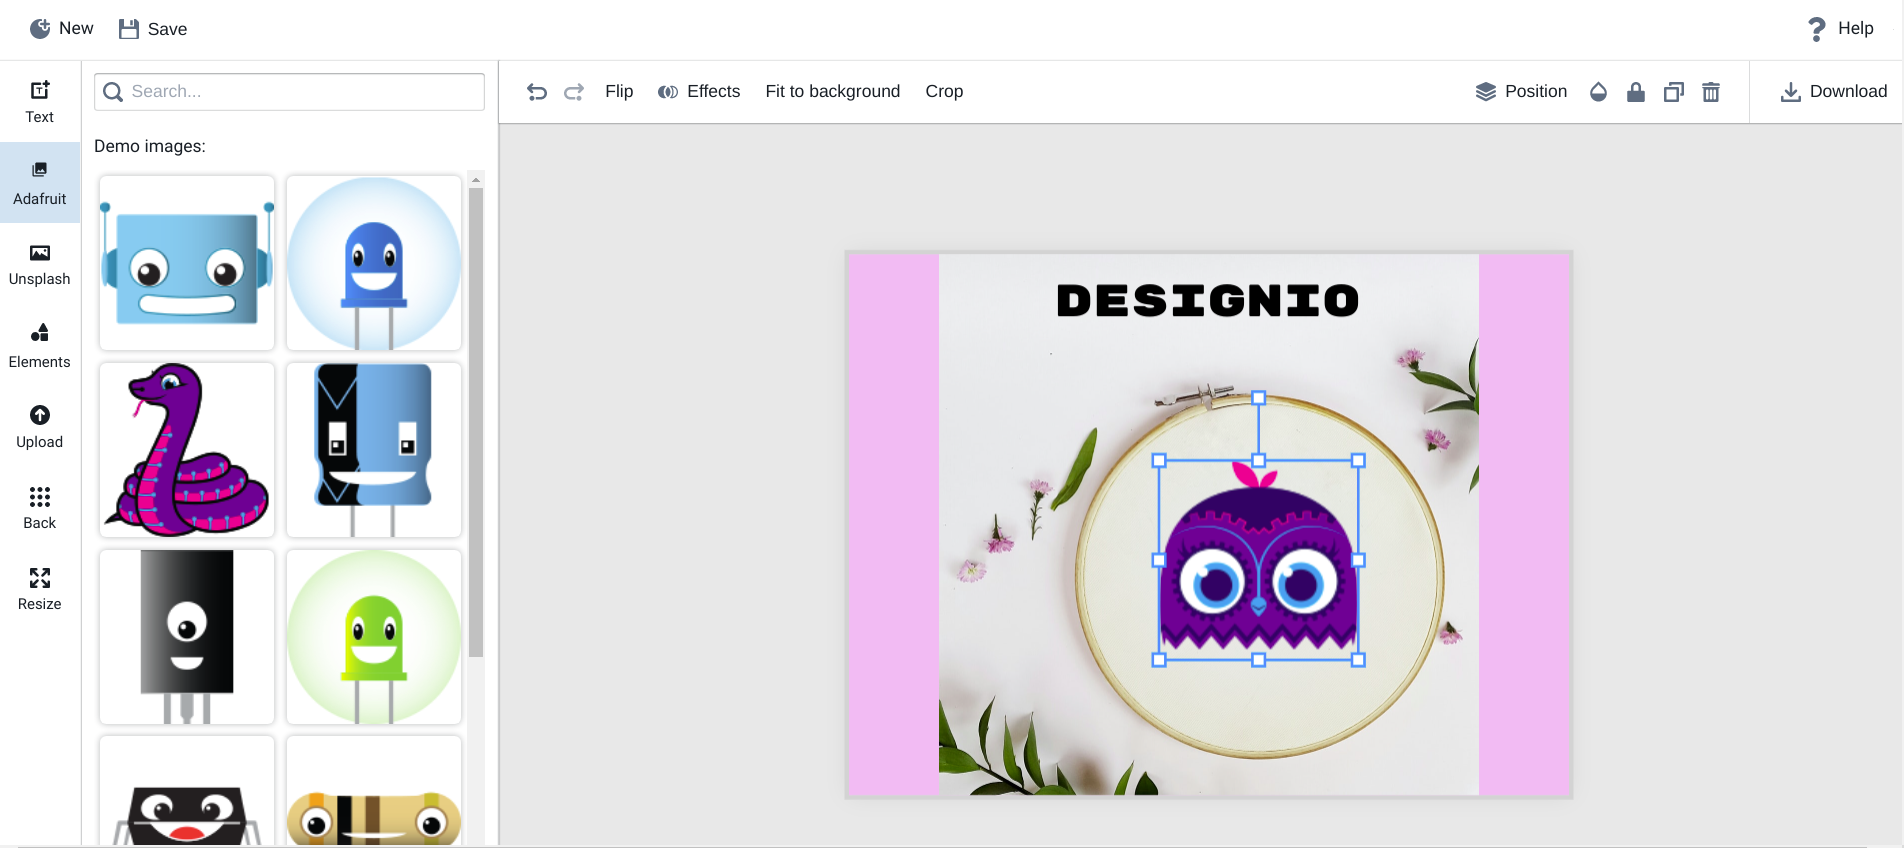 New
Save
Help
Text
Adafruit
Unsplash
Elements
Upload
Back
Resize
Search...
Demo images:
Flip
Effects
Fit to background
Crop
Position
Download
DESIGNIO